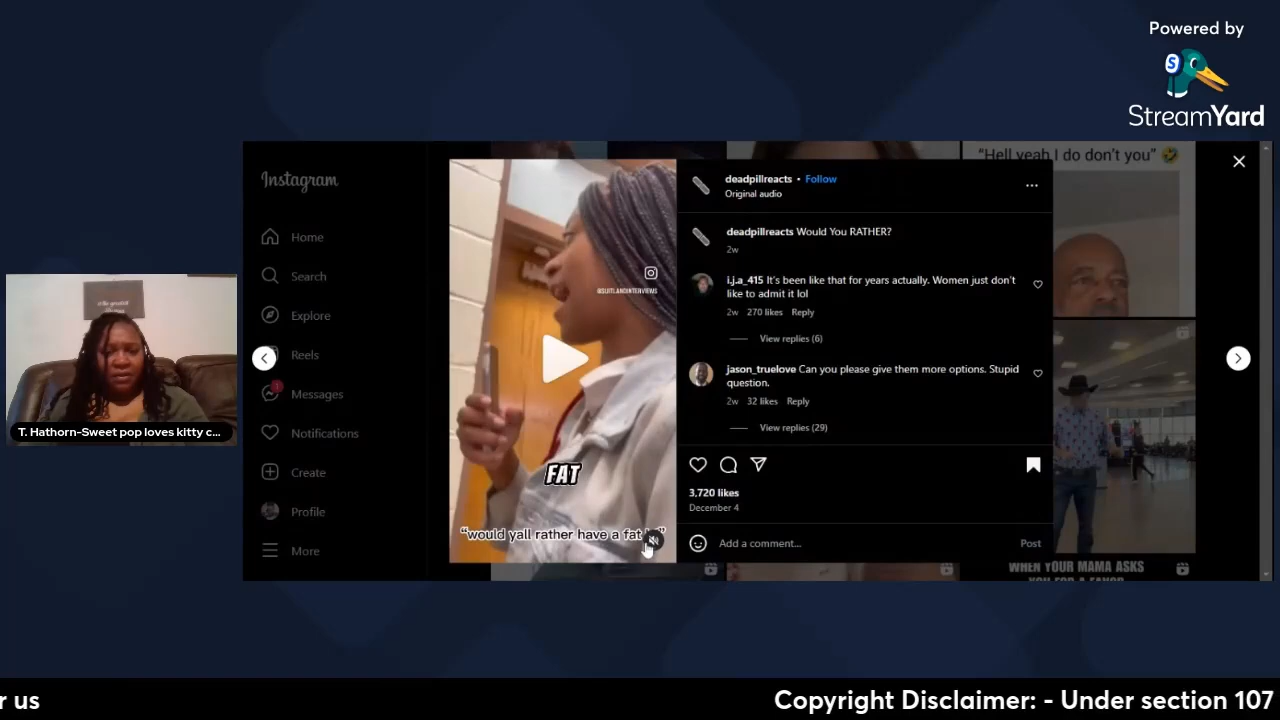 Powered by
StreamYard
"Hell yeah I do don't you" 🤣
Instagram
Home
Search
Explore
Reels
Messages
Notifications
Create
Profile
More
@SUITLANDINTERVIEWS
FAT
"would yall rather have a fat
deadpillreacts • Follow
Original audio
deadpillreacts Would You RATHER?
2w
i.j.a_415 It's been like that for years actually. Women just don't
like to admit it lol
2w 270 likes Reply
View replies (6)
jason_truelove Can you please give them more options. Stupid
question.
2w 32 likes Reply
View replies (29)
3,720 likes
December 4
Add a comment... Post
WHEN YOUR MAMA ASKS
YOU FOR A FAVOR
T. Hathorn-Sweet pop loves kitty c...
r us
Copyright Disclaimer: - Under section 107